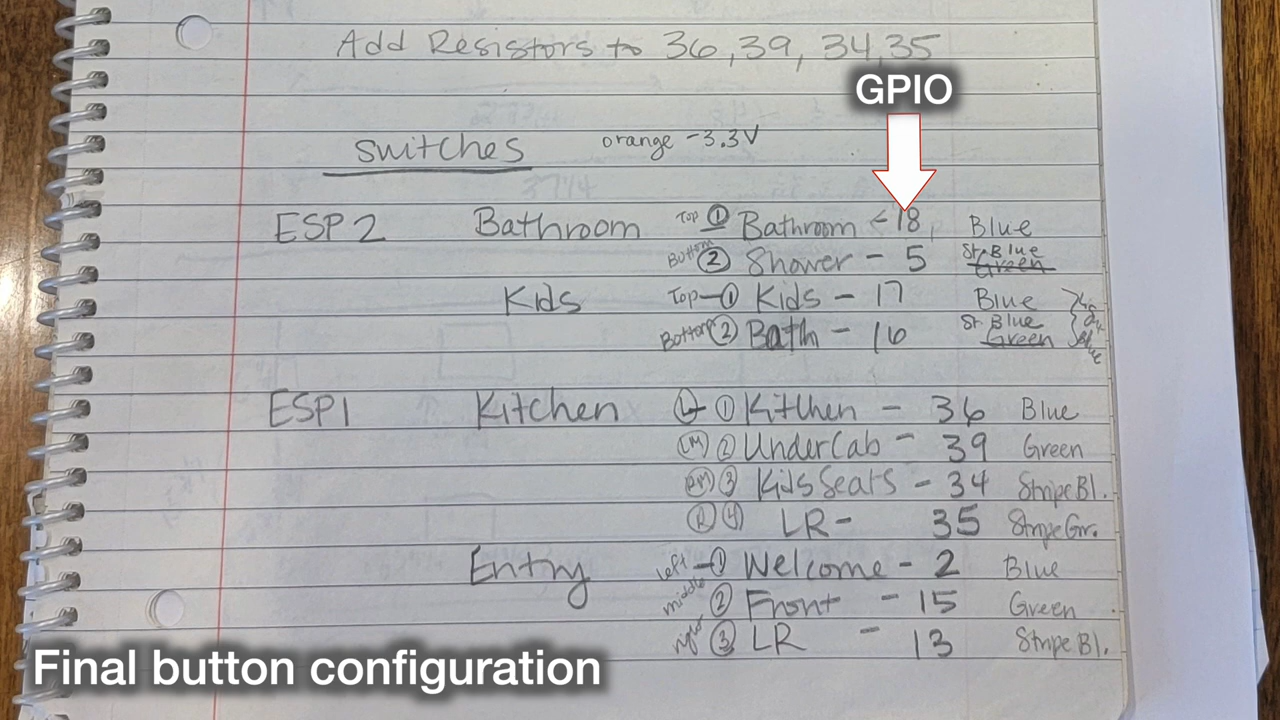 Add Resistors to 36, 39, 34, 35
GPIO
switches orange - 3.3V
ESP2 Bathroom Top ① Bathroom - 18, Blue
Bottom ② Shower - 5 St. Blue Green
Kids Top - ① Kids - 17 Blue
Bottom ② Bath - 16 St. Blue Green
ESP1 Kitchen L - ① Kitchen - 36 Blue
LM ② UnderCab - 39 Green
RM ③ Kids Seats - 34 Stripe Bl.
R ④ LR - 35 Stripe Gr.
Entry left - ① Welcome - 2 Blue
middle ② Front - 15 Green
right ③ LR - 13 Stripe Bl.
Final button configuration